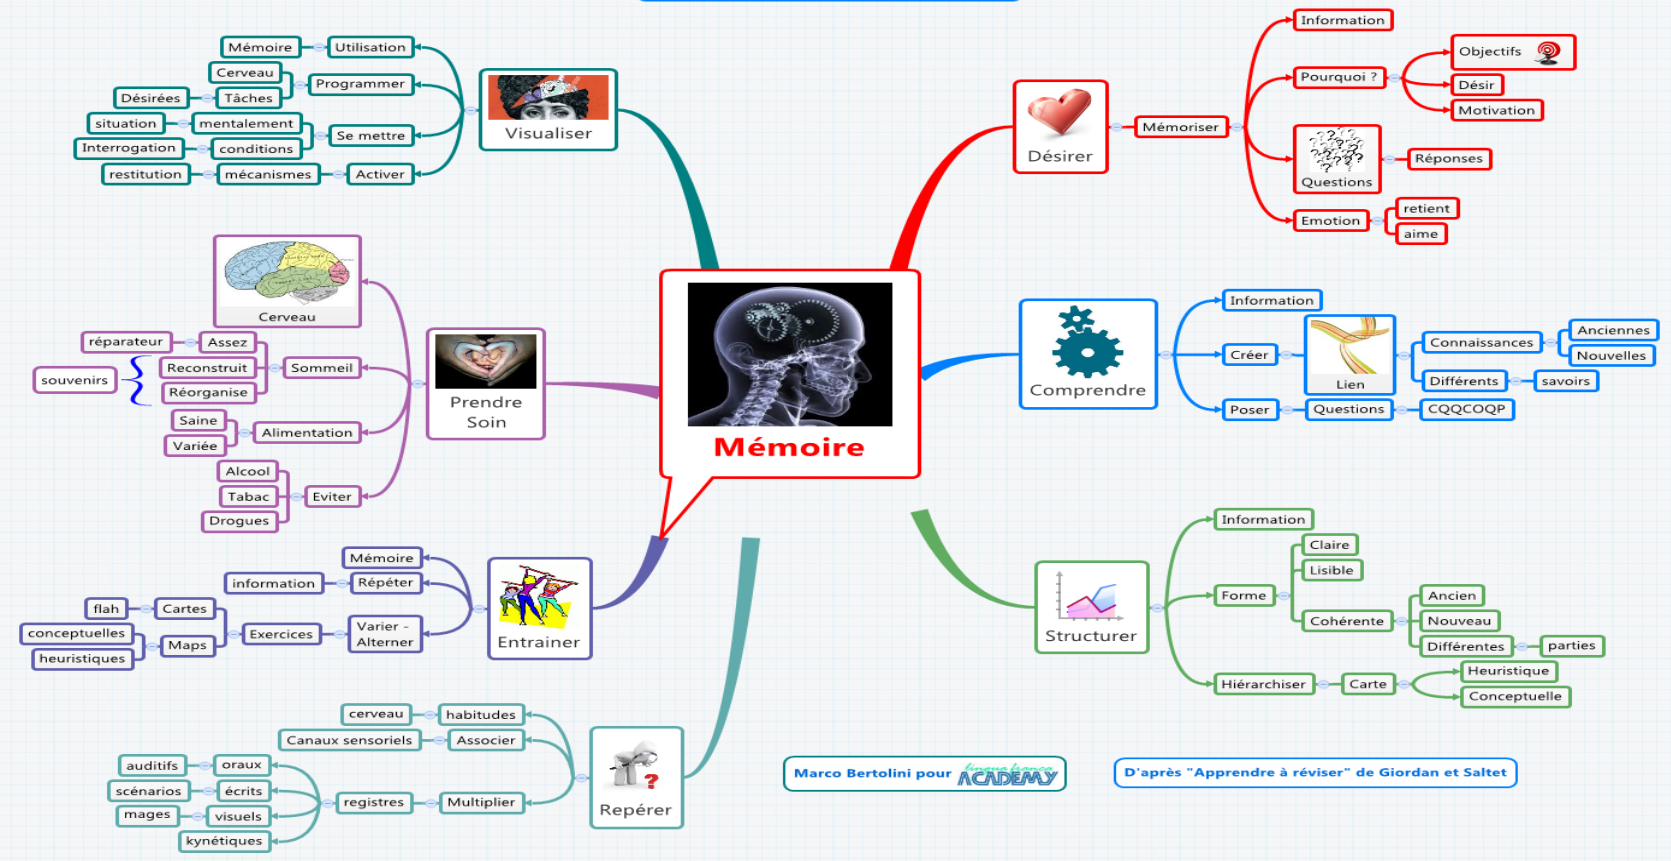 Mémoire
Désirer
Mémoriser
Information
Pourquoi ?
Objectifs
Désir
Motivation
Questions
Réponses
Emotion
retient
aime
Comprendre
Information
Créer
Lien
Connaissances
Anciennes
Nouvelles
Différents
savoirs
Poser
Questions
CQQCOQP
Structurer
Information
Forme
Claire
Lisible
Cohérente
Ancien
Nouveau
Différentes
parties
Hiérarchiser
Carte
Heuristique
Conceptuelle
Repérer
habitudes
cerveau
Associer
Canaux sensoriels
Multiplier
registres
oraux
auditifs
écrits
scénarios
visuels
mages
kynétiques
Entrainer
Mémoire
Répéter
information
Varier -
Alterner
Exercices
Cartes
flah
Maps
conceptuelles
heuristiques
Prendre
Soin
Cerveau
Sommeil
Assez
réparateur
Reconstruit
Réorganise
souvenirs
Alimentation
Saine
Variée
Eviter
Alcool
Tabac
Drogues
Visualiser
Utilisation
Mémoire
Programmer
Cerveau
Tâches
Désirées
Se mettre
mentalement
situation
conditions
Interrogation
Activer
mécanismes
restitution
Marco Bertolini pour lingua franca ACADEMY
D'après "Apprendre à réviser" de Giordan et Saltet